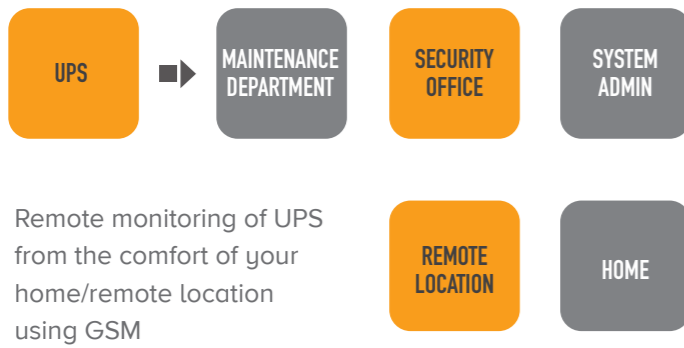 UPS
MAINTENANCE
DEPARTMENT
SECURITY
OFFICE
SYSTEM
ADMIN
Remote monitoring of UPS
from the comfort of your
home/remote location
using GSM
REMOTE
LOCATION
HOME